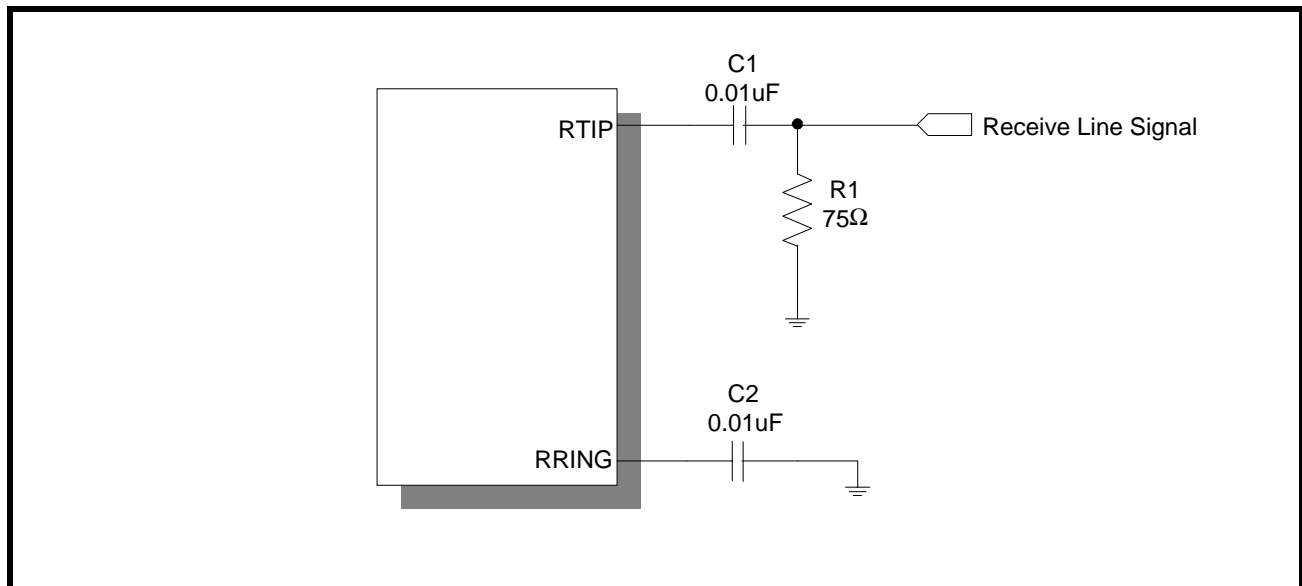 C1
0.01uF
RTIP
Receive Line Signal
R1
75Ω
C2
0.01uF
RRING